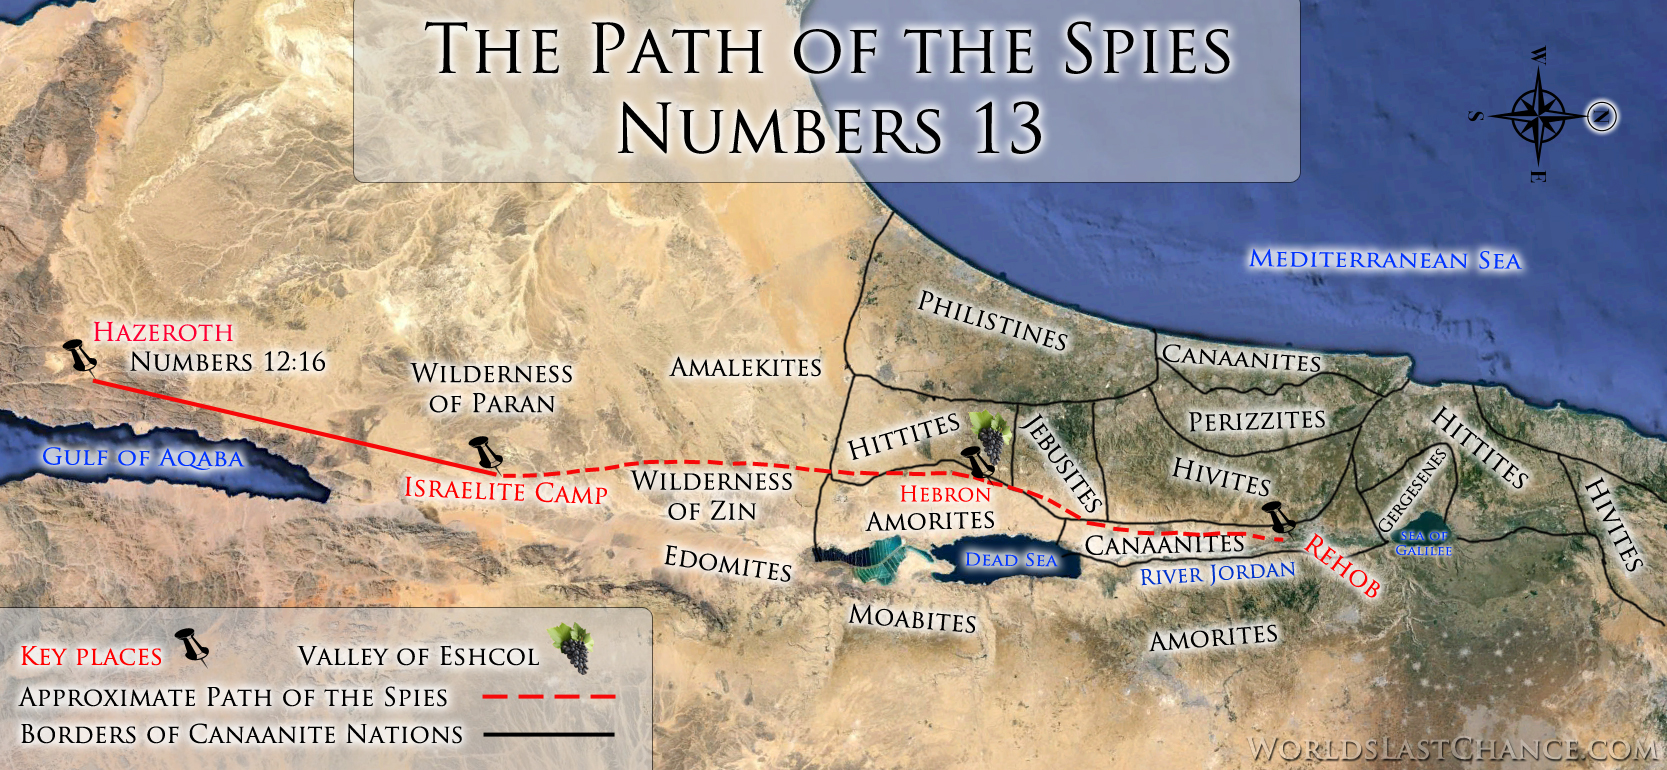 The Path of the Spies
Numbers 13
W
S
N
E
Mediterranean Sea
Hazeroth
Numbers 12:16
Wilderness
of Paran
Amalekites
Philistines
Canaanites
Perizzites
Hittites
Jebusites
Hivites
Gergesenes
Hittites
Hivites
Gulf of Aqaba
Israelite Camp
Wilderness
of Zin
Hebron
Amorites
Edomites
Dead Sea
Canaanites
River Jordan
Rehob
Sea of
Galilee
Moabites
Amorites
Key places
Valley of Eshcol
Approximate Path of the Spies
Borders of Canaanite Nations
WorldsLastChance.com